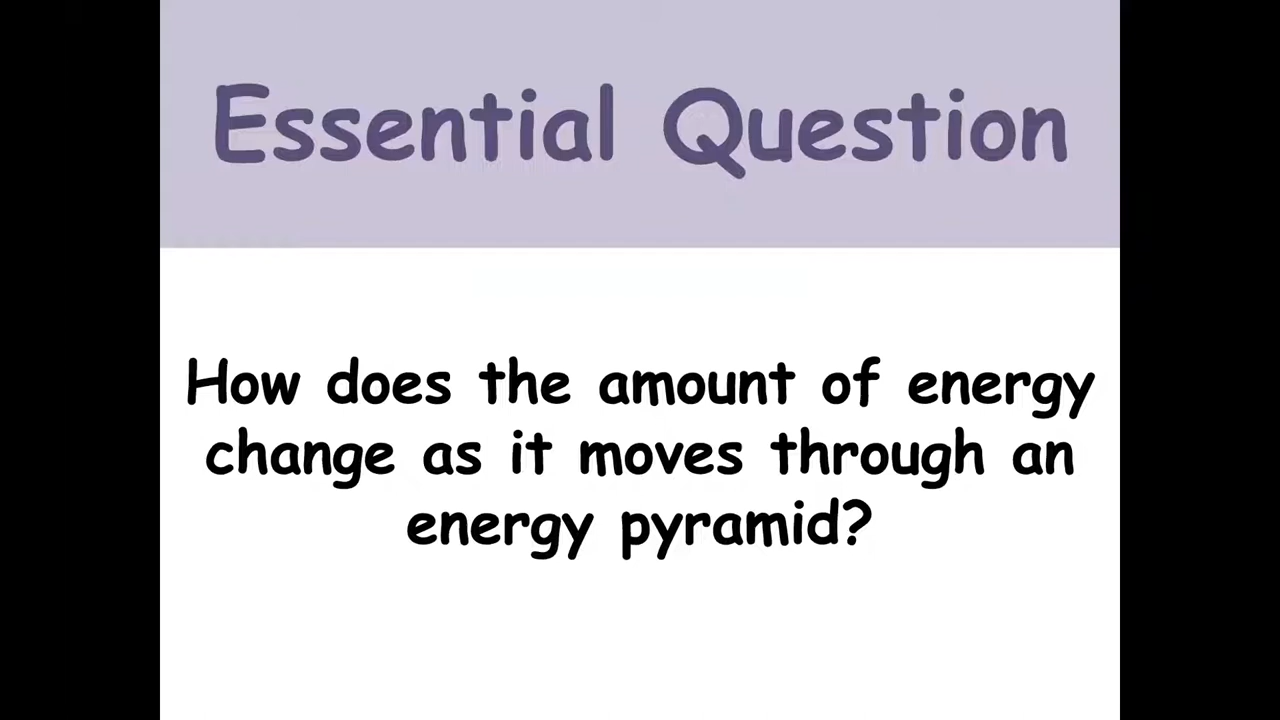 Essential Question
How does the amount of energy
change as it moves through an
energy pyramid?